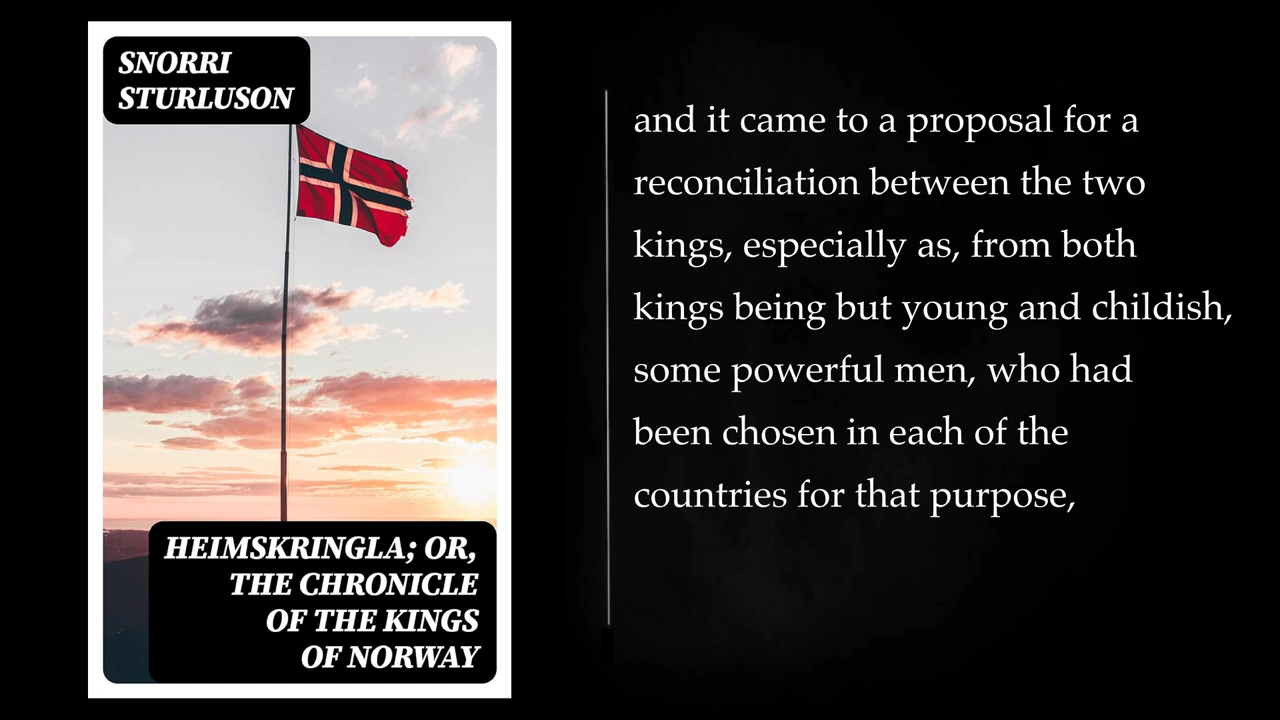 SNORRI
STURLUSON
HEIMSKRINGLA; OR,
THE CHRONICLE
OF THE KINGS
OF NORWAY
and it came to a proposal for a
reconciliation between the two
kings, especially as, from both
kings being but young and childish,
some powerful men, who had
been chosen in each of the
countries for that purpose,